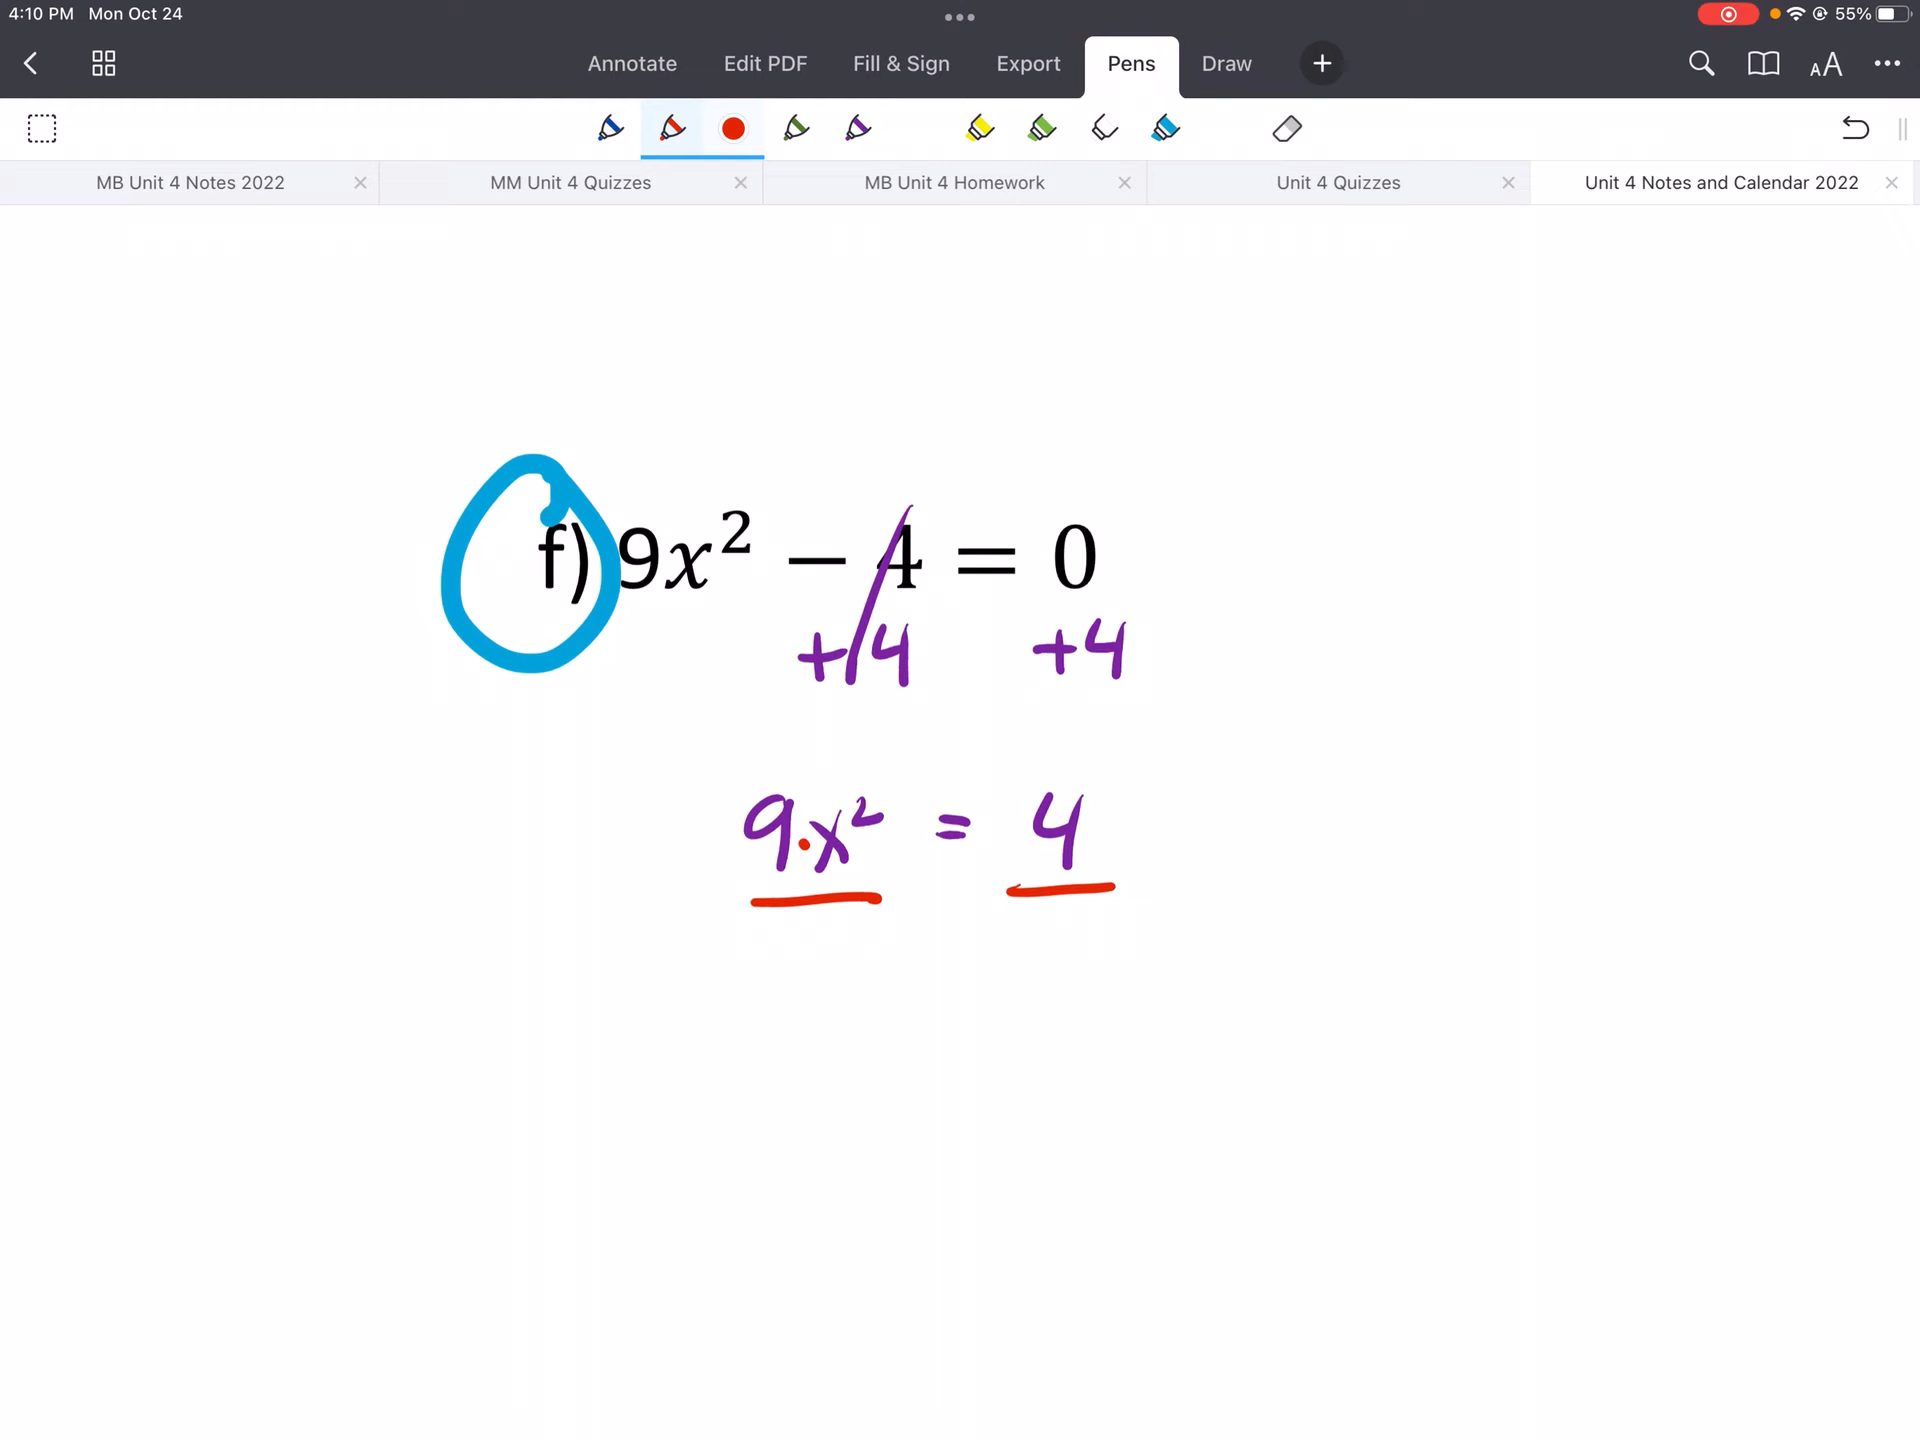 4:10 PM Mon Oct 24 55%
Annotate Edit PDF Fill & Sign Export Pens Draw + AA
MB Unit 4 Notes 2022 MM Unit 4 Quizzes MB Unit 4 Homework Unit 4 Quizzes Unit 4 Notes and Calendar 2022
f) 9x² − 4 = 0
+4 +4
9·x² = 4